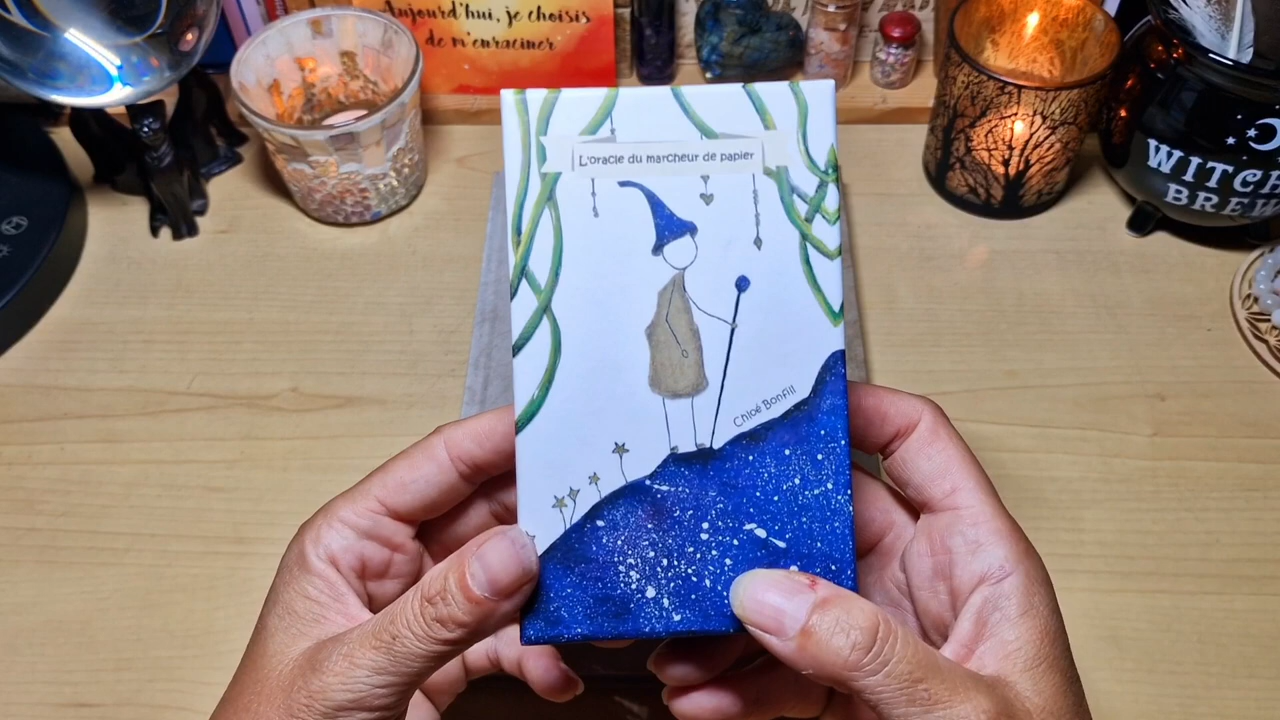 Aujourd'hui, je choisis
de m'enraciner
L'oracle du marcheur de papier
Chloé Bonfill
WITCH
BREW